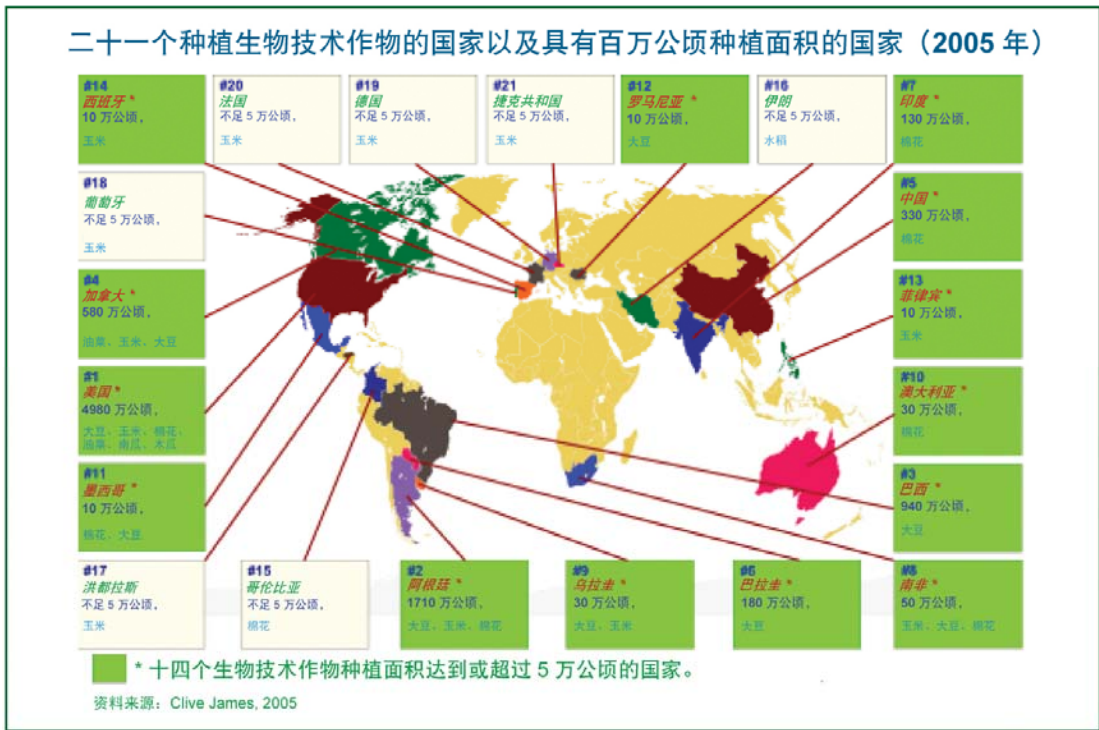 二十一个种植生物技术作物的国家以及具有百万公顷种植面积的国家（2005 年）
#14
西班牙 *
10 万公顷，
玉米
#20
法国
不足 5 万公顷，
玉米
#19
德国
不足 5 万公顷，
玉米
#21
捷克共和国
不足 5 万公顷，
玉米
#12
罗马尼亚 *
10 万公顷，
大豆
#16
伊朗
不足 5 万公顷，
水稻
#7
印度 *
130 万公顷，
棉花
#18
葡萄牙
不足 5 万公顷，
玉米
#5
中国 *
330 万公顷，
棉花
#4
加拿大 *
580 万公顷，
油菜、玉米、大豆
#13
菲律宾 *
10 万公顷，
玉米
#1
美国 *
4980 万公顷，
大豆、玉米、棉花、
油菜、南瓜、木瓜
#10
澳大利亚 *
30 万公顷，
棉花
#11
墨西哥 *
10 万公顷，
棉花、大豆
#3
巴西 *
940 万公顷，
大豆
#17
洪都拉斯
不足 5 万公顷，
玉米
#15
哥伦比亚
不足 5 万公顷，
棉花
#2
阿根廷 *
1710 万公顷，
大豆、玉米、棉花
#9
乌拉圭 *
30 万公顷，
大豆、玉米
#6
巴拉圭 *
180 万公顷，
大豆
#8
南非 *
50 万公顷，
玉米、大豆、棉花
* 十四个生物技术作物种植面积达到或超过 5 万公顷的国家。
资料来源：Clive James, 2005